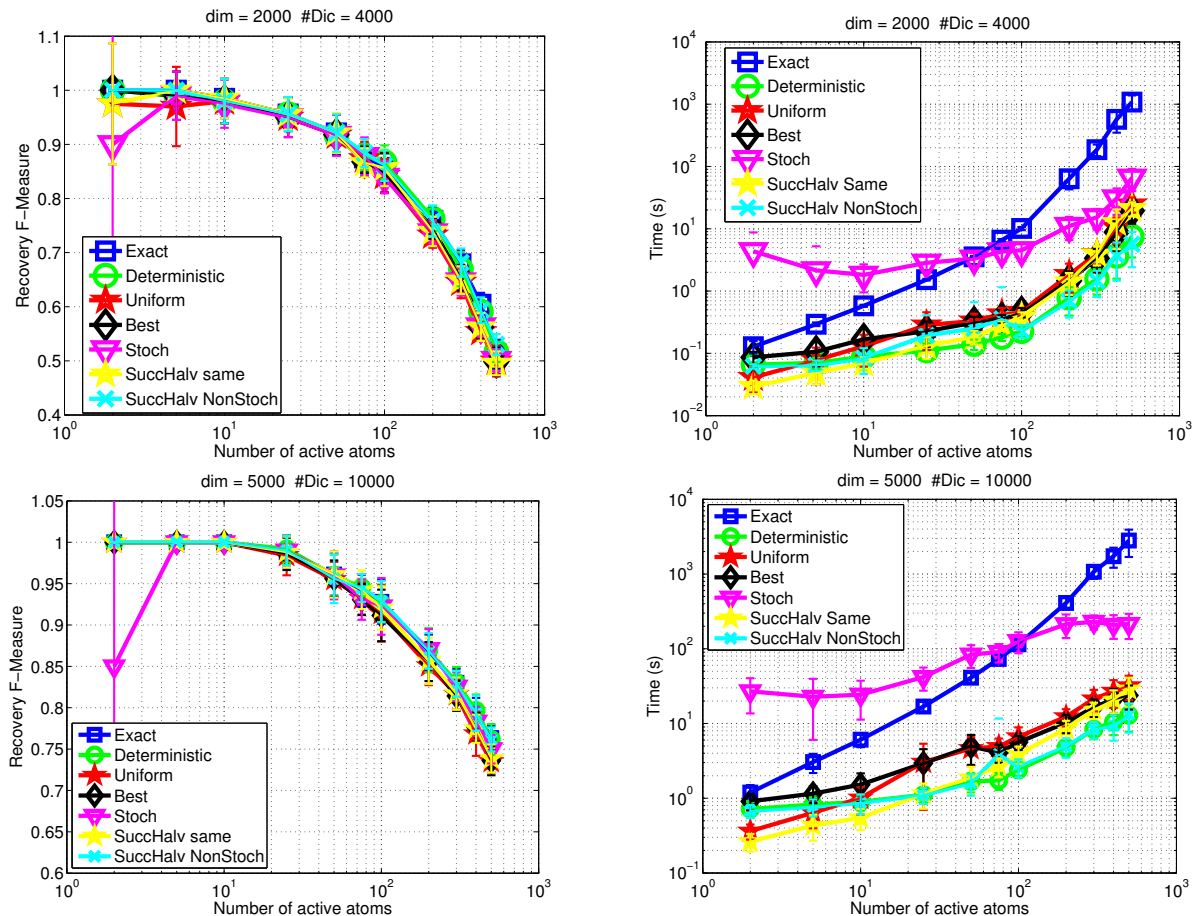 dim = 2000 #Dic = 4000
1.1
1
0.9
0.8
0.7
0.6
0.5
0.4
Recovery F−Measure
Exact
Deterministic
Uniform
Best
Stoch
SuccHalv same
SuccHalv NonStoch
10^0
10^1
10^2
10^3
Number of active atoms
dim = 2000 #Dic = 4000
10^4
10^3
10^2
10^1
10^0
10^−1
10^−2
Time (s)
Exact
Deterministic
Uniform
Best
Stoch
SuccHalv Same
SuccHalv NonStoch
10^0
10^1
10^2
10^3
Number of active atoms
dim = 5000 #Dic = 10000
1.05
1
0.95
0.9
0.85
0.8
0.75
0.7
0.65
0.6
Recovery F−Measure
Exact
Deterministic
Uniform
Best
Stoch
SuccHalv same
SuccHalv NonStoch
10^0
10^1
10^2
10^3
Number of active atoms
dim = 5000 #Dic = 10000
10^4
10^3
10^2
10^1
10^0
10^−1
Time (s)
Exact
Deterministic
Uniform
Best
Stoch
SuccHalv Same
SuccHalv NonStoch
10^0
10^1
10^2
10^3
Number of active atoms